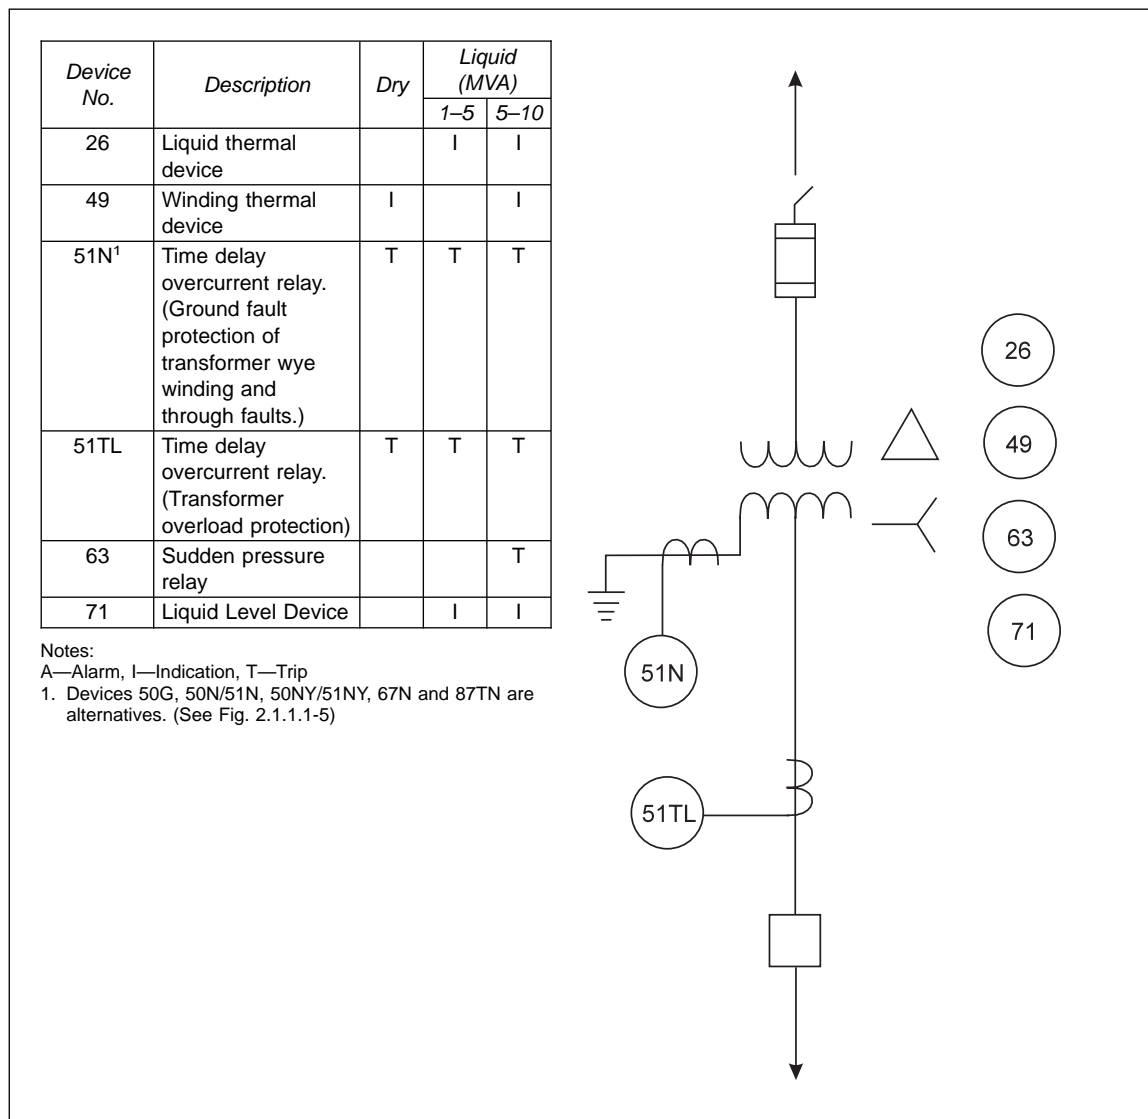 Device No. Description Dry Liquid (MVA)
1–5 5–10
26 Liquid thermal device I I
49 Winding thermal device I I
51N¹ Time delay overcurrent relay. (Ground fault protection of transformer wye winding and through faults.) T T T
51TL Time delay overcurrent relay. (Transformer overload protection) T T T
63 Sudden pressure relay T
71 Liquid Level Device I I
Notes:
A—Alarm, I—Indication, T—Trip
1. Devices 50G, 50N/51N, 50NY/51NY, 67N and 87TN are
alternatives. (See Fig. 2.1.1.1-5)
26
49
63
71
51N
51TL